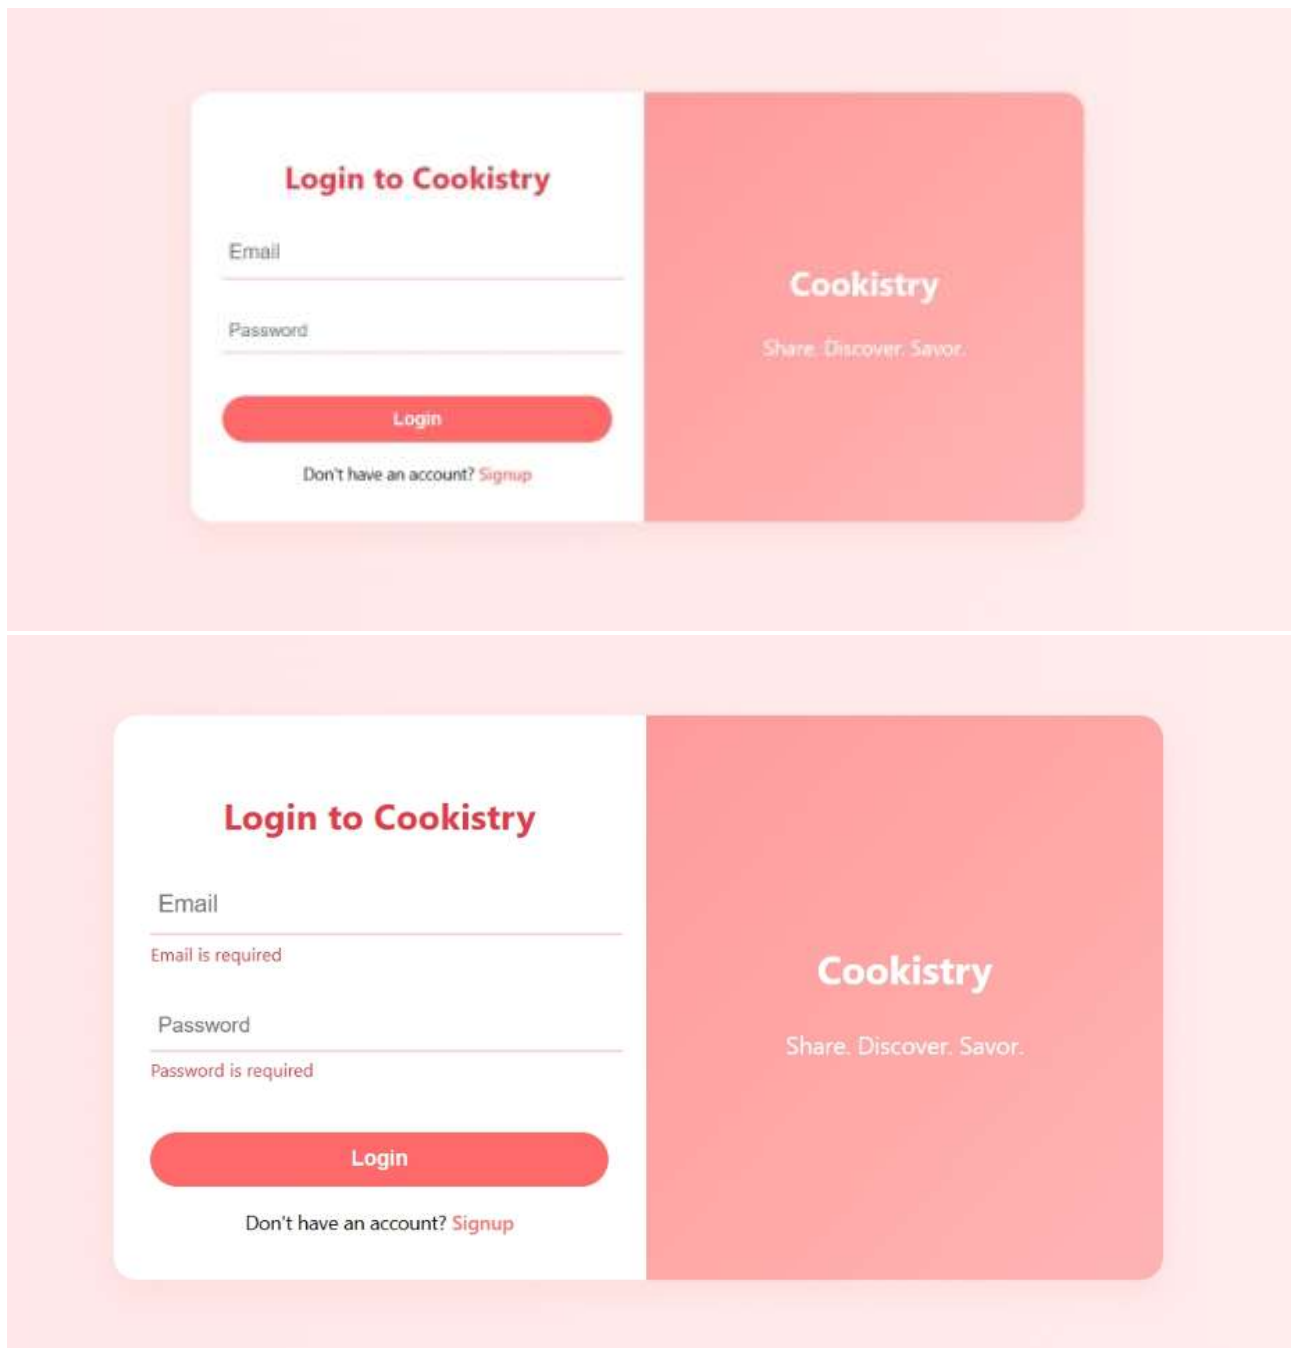 Login to Cookistry
Email
Password
Login
Don't have an account? Signup
Cookistry
Share. Discover. Savor.
Login to Cookistry
Email
Email is required
Password
Password is required
Login
Don't have an account? Signup
Cookistry
Share. Discover. Savor.